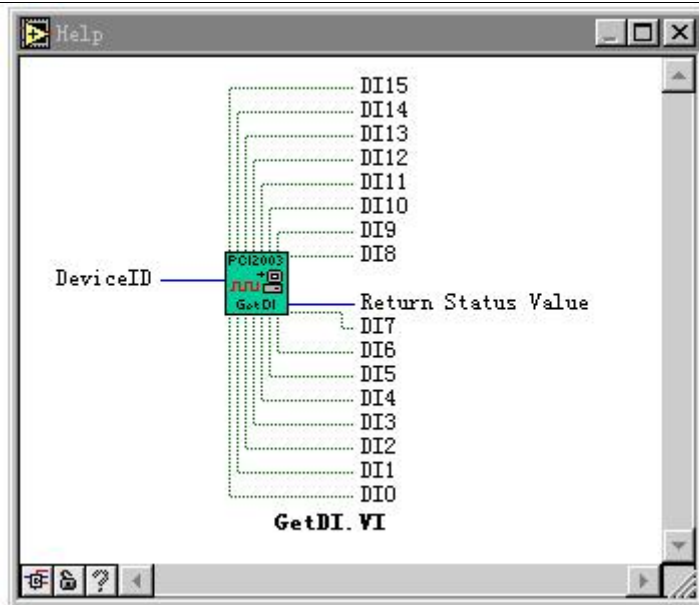 Help
DI15
DI14
DI13
DI12
DI11
DI10
DI9
DI8
PCI2003
DeviceID
GetDI
Return Status Value
DI7
DI6
DI5
DI4
DI3
DI2
DI1
DI0
GetDI.VI
?